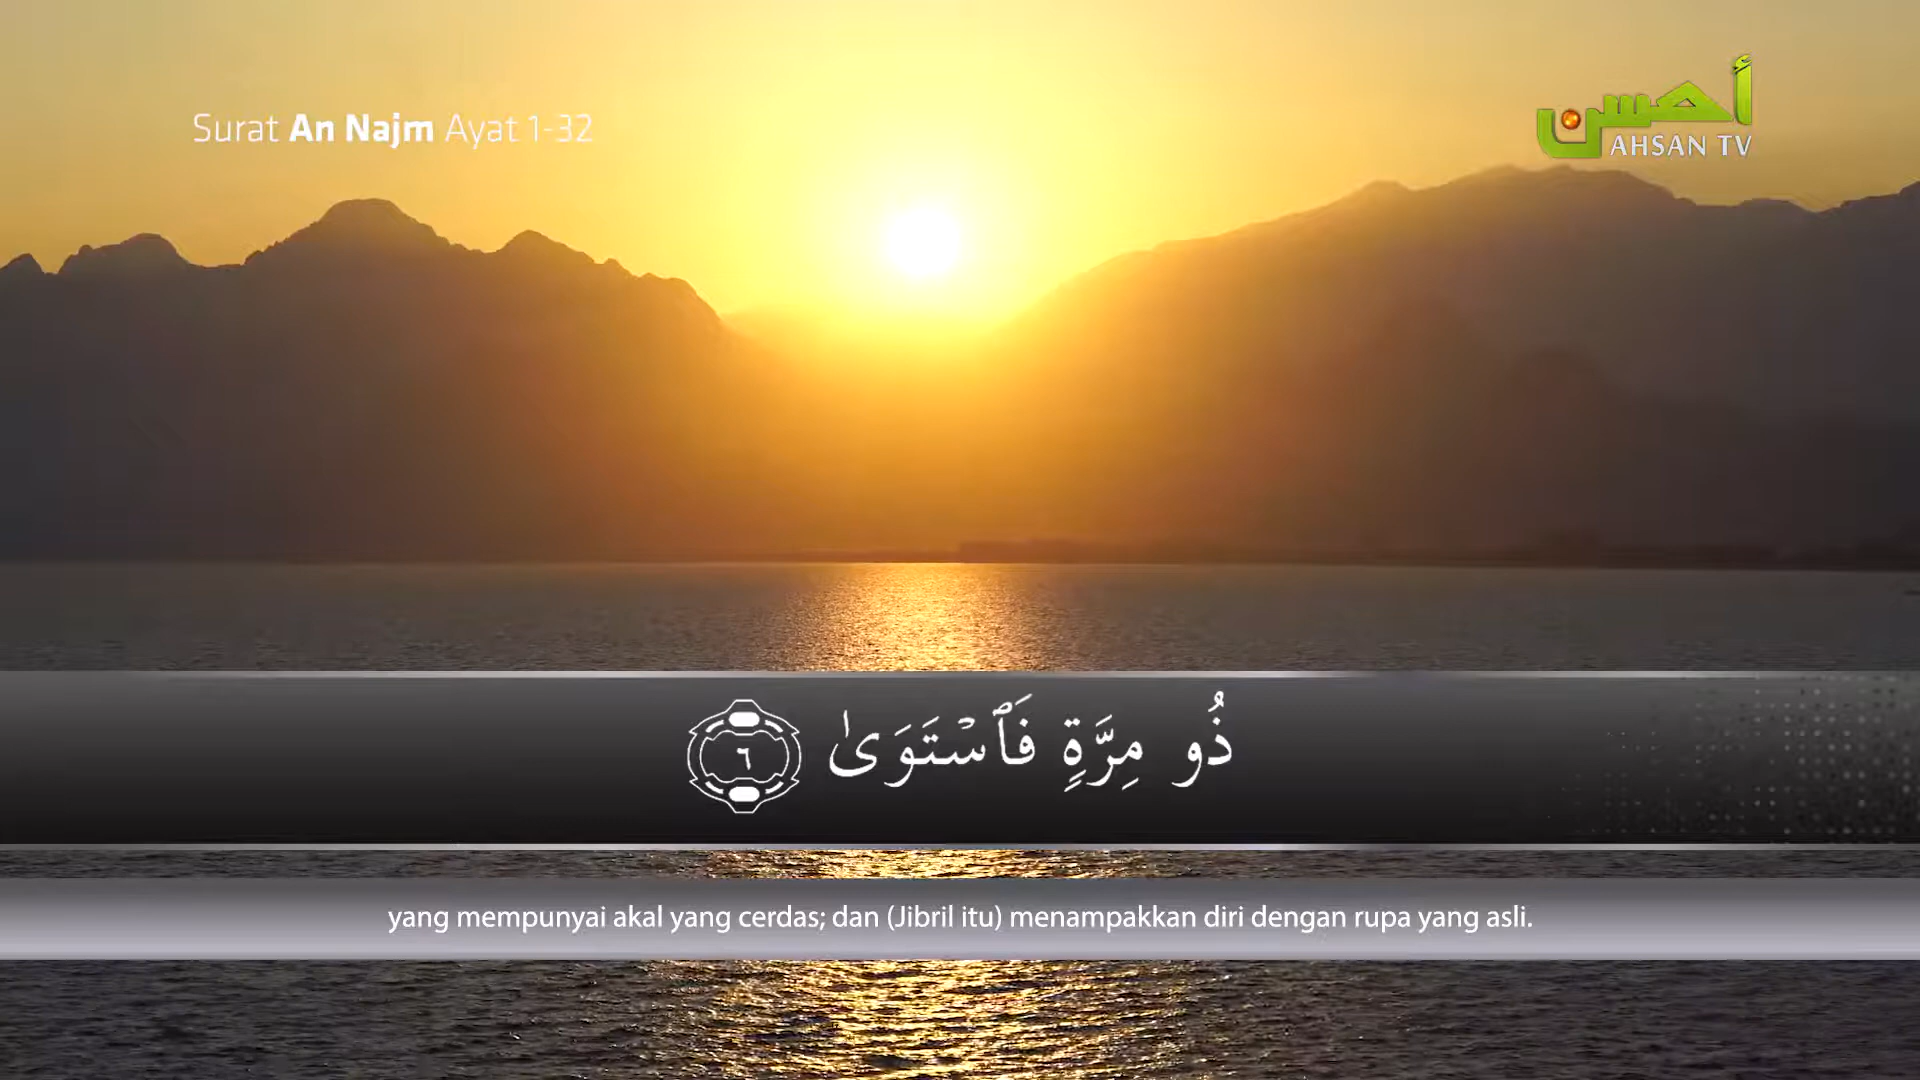 Surat An Najm Ayat 1-32
أحسن
AHSAN TV
ذُو مِرَّةٍ فَٱسْتَوَىٰ ٦
yang mempunyai akal yang cerdas; dan (Jibril itu) menampakkan diri dengan rupa yang asli.